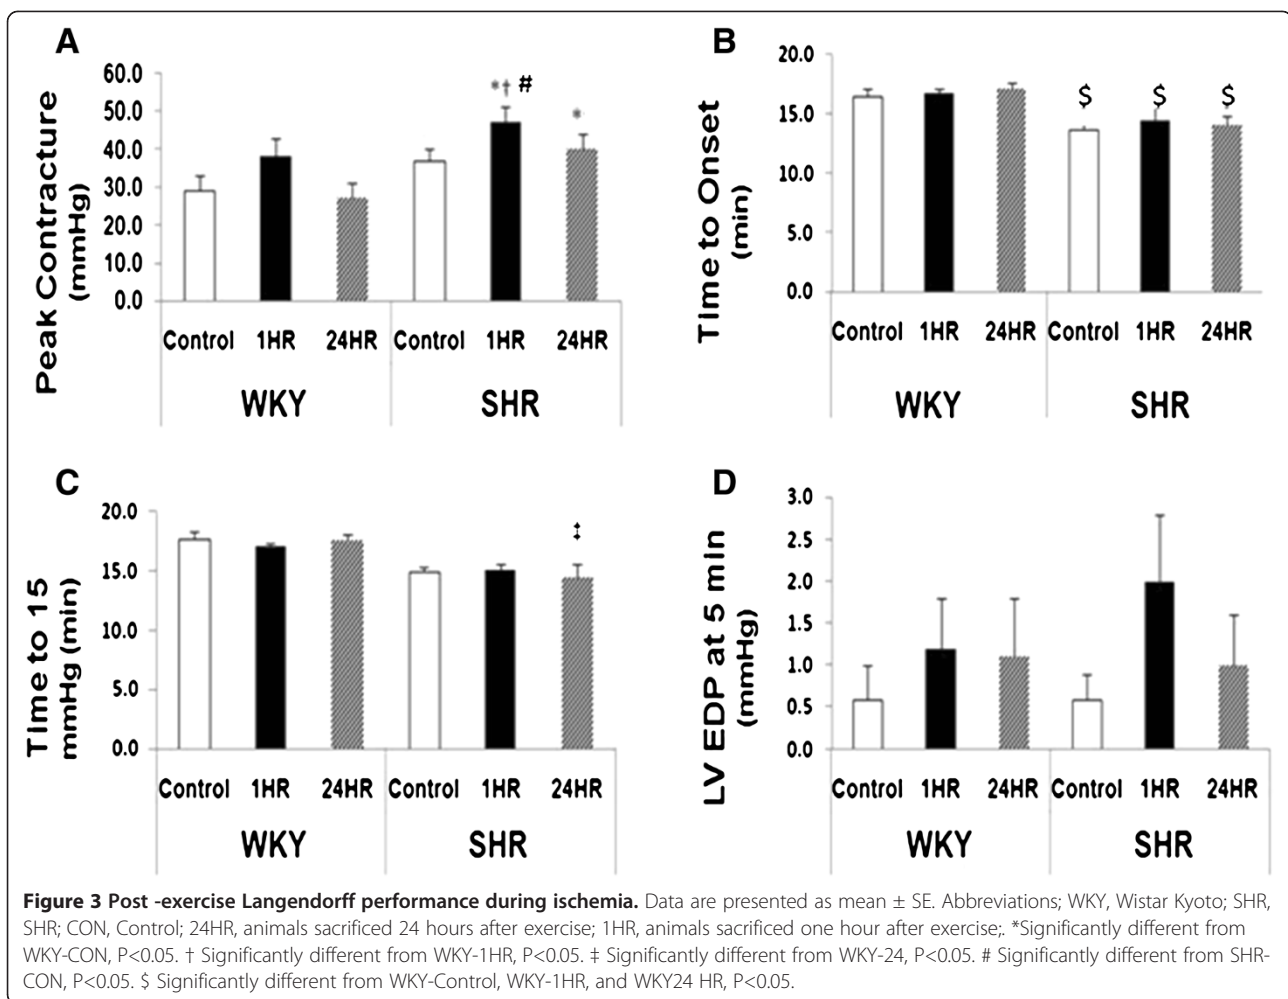 A
Peak Contracture
(mmHg)
60.0
50.0
40.0
30.0
20.0
10.0
0.0
*† #
*
Control 1HR 24HR Control 1HR 24HR
WKY SHR
B
Time to Onset
(min)
20.0
15.0
10.0
5.0
0.0
$ $ $
Control 1HR 24HR Control 1HR 24HR
WKY SHR
C
Time to 15
mmHg (min)
20.0
15.0
10.0
5.0
0.0
‡
Control 1HR 24HR Control 1HR 24HR
WKY SHR
D
LV EDP at 5 min
(mmHg)
3.0
2.5
2.0
1.5
1.0
0.5
0.0
Control 1HR 24HR Control 1HR 24HR
WKY SHR
Figure 3 Post -exercise Langendorff performance during ischemia. Data are presented as mean ± SE. Abbreviations; WKY, Wistar Kyoto; SHR,
SHR; CON, Control; 24HR, animals sacrificed 24 hours after exercise; 1HR, animals sacrificed one hour after exercise;. *Significantly different from
WKY-CON, P<0.05. † Significantly different from WKY-1HR, P<0.05. ‡ Significantly different from WKY-24, P<0.05. # Significantly different from SHR-
CON, P<0.05. $ Significantly different from WKY-Control, WKY-1HR, and WKY24 HR, P<0.05.